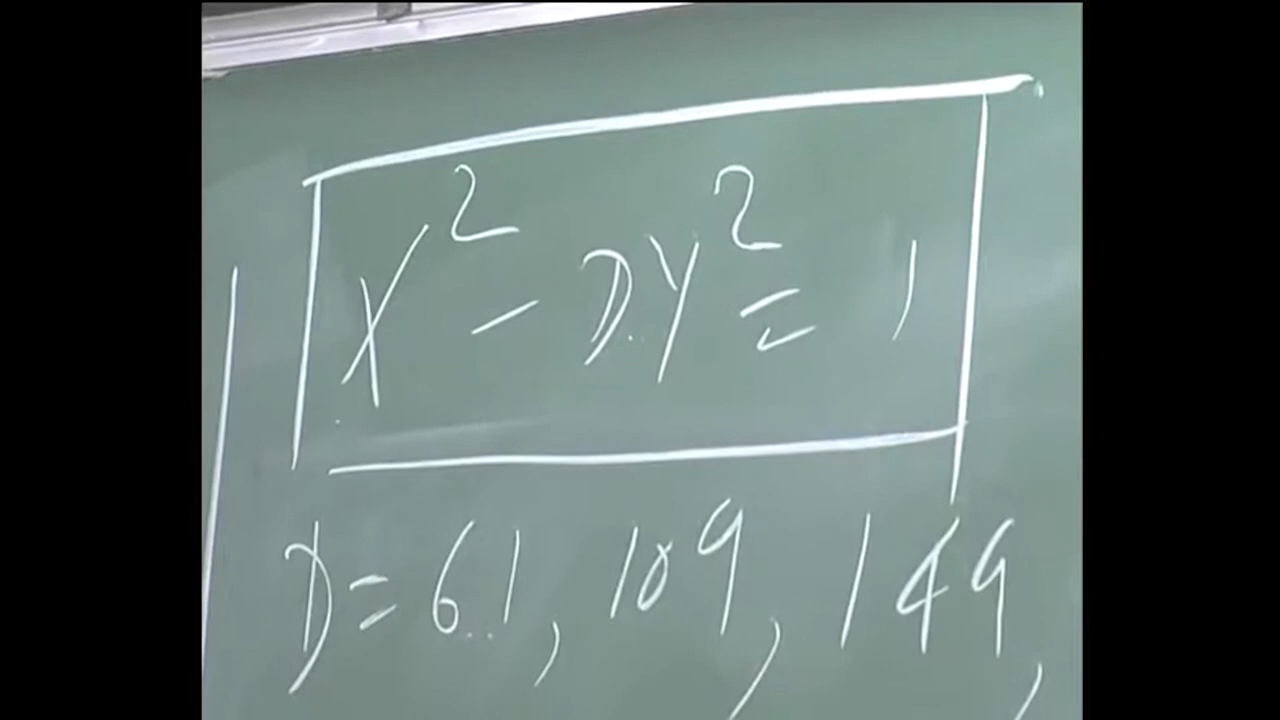 X² - DY² = 1
D = 61, 109, 149,